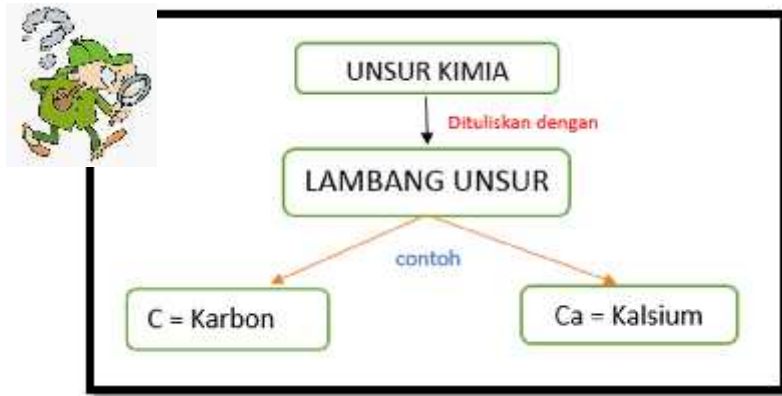 UNSUR KIMIA
Dituliskan dengan
LAMBANG UNSUR
contoh
C = Karbon
Ca = Kalsium